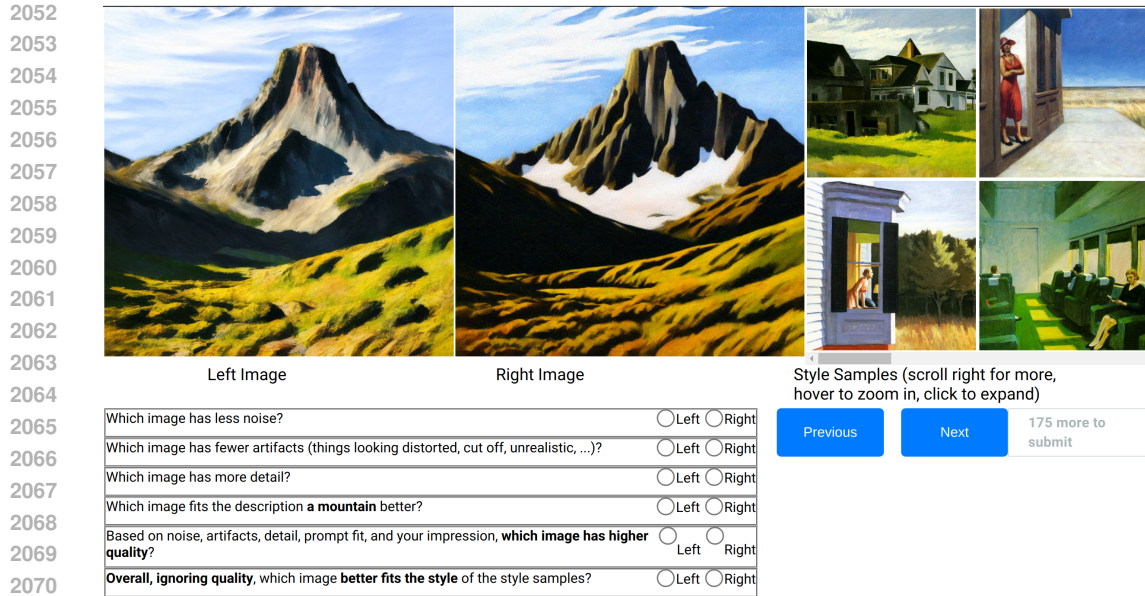 2052
2053
2054
2055
2056
2057
2058
2059
2060
2061
2062
2063
2064
2065
2066
2067
2068
2069
2070
Left Image
Right Image
Style Samples (scroll right for more,
hover to zoom in, click to expand)
Which image has less noise? Left Right
Which image has fewer artifacts (things looking distorted, cut off, unrealistic, ...)? Left Right
Which image has more detail? Left Right
Which image fits the description a mountain better? Left Right
Based on noise, artifacts, detail, prompt fit, and your impression, which image has higher
quality? Left Right
Overall, ignoring quality, which image better fits the style of the style samples? Left Right
Previous
Next
175 more to
submit